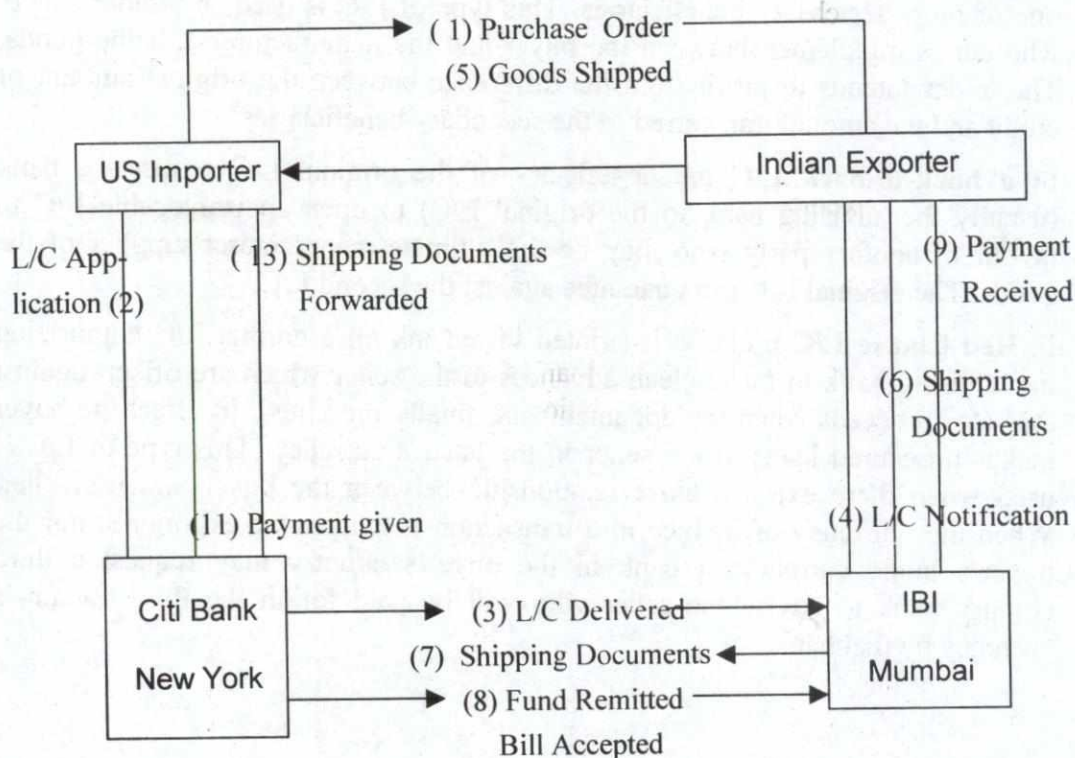 1) Purchase Order
(5) Goods Shipped
US Importer
Indian Exporter
L/C App-
lication (2)
( 13) Shipping Documents
Forwarded
(9) Payment
Received
(6) Shipping
Documents
(11) Payment given
(4) L/C Notification
Citi Bank
New York
(3) L/C Delivered
(7) Shipping Documents
(8) Fund Remitted
Bill Accepted
IBI
Mumbai